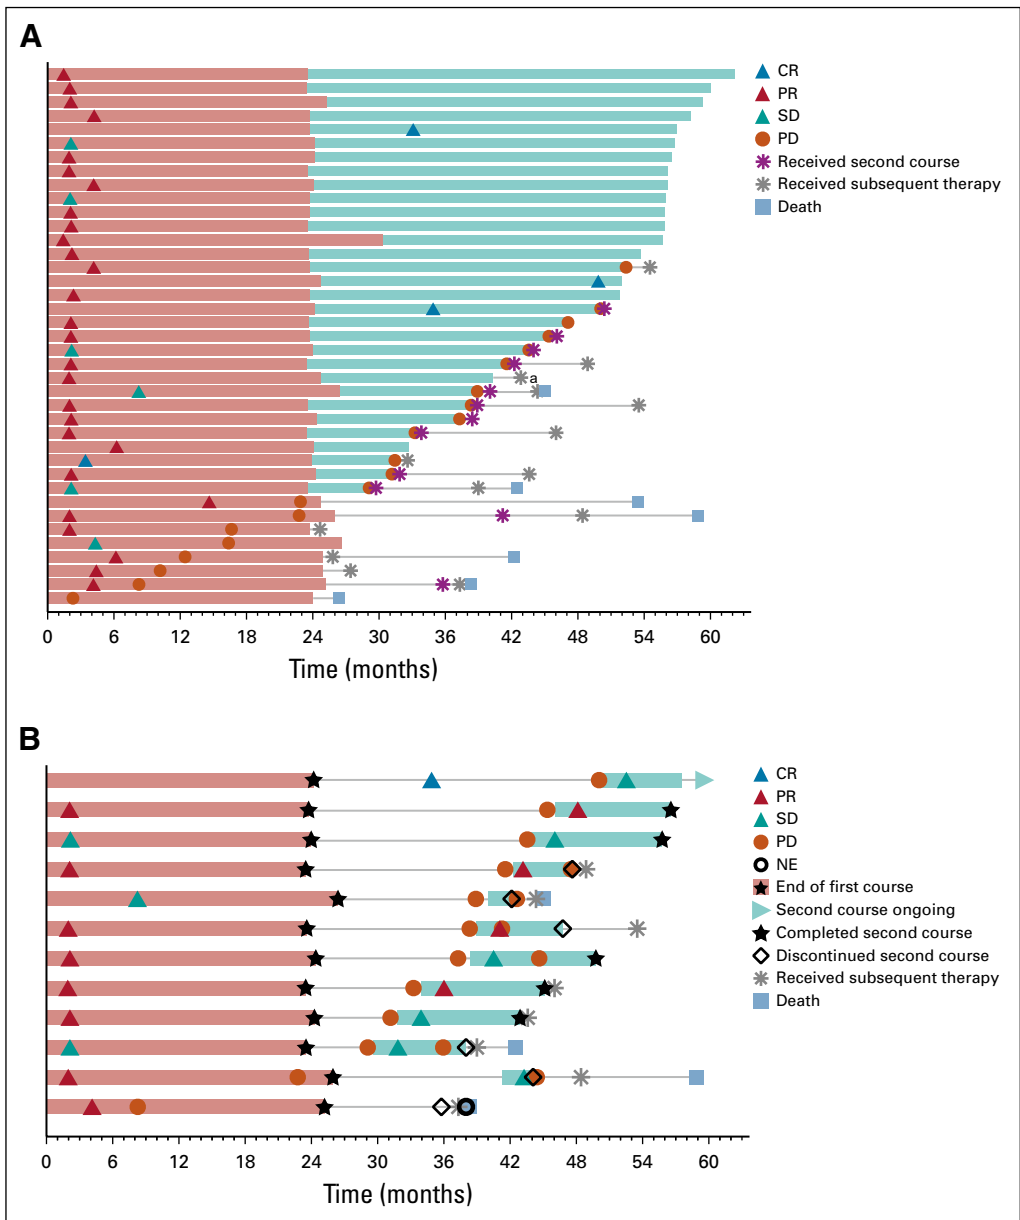 A
CR
PR
SD
PD
Received second course
Received subsequent therapy
Death
a
0 6 12 18 24 30 36 42 48 54 60
Time (months)
B
CR
PR
SD
PD
NE
End of first course
Second course ongoing
Completed second course
Discontinued second course
Received subsequent therapy
Death
0 6 12 18 24 30 36 42 48 54 60
Time (months)